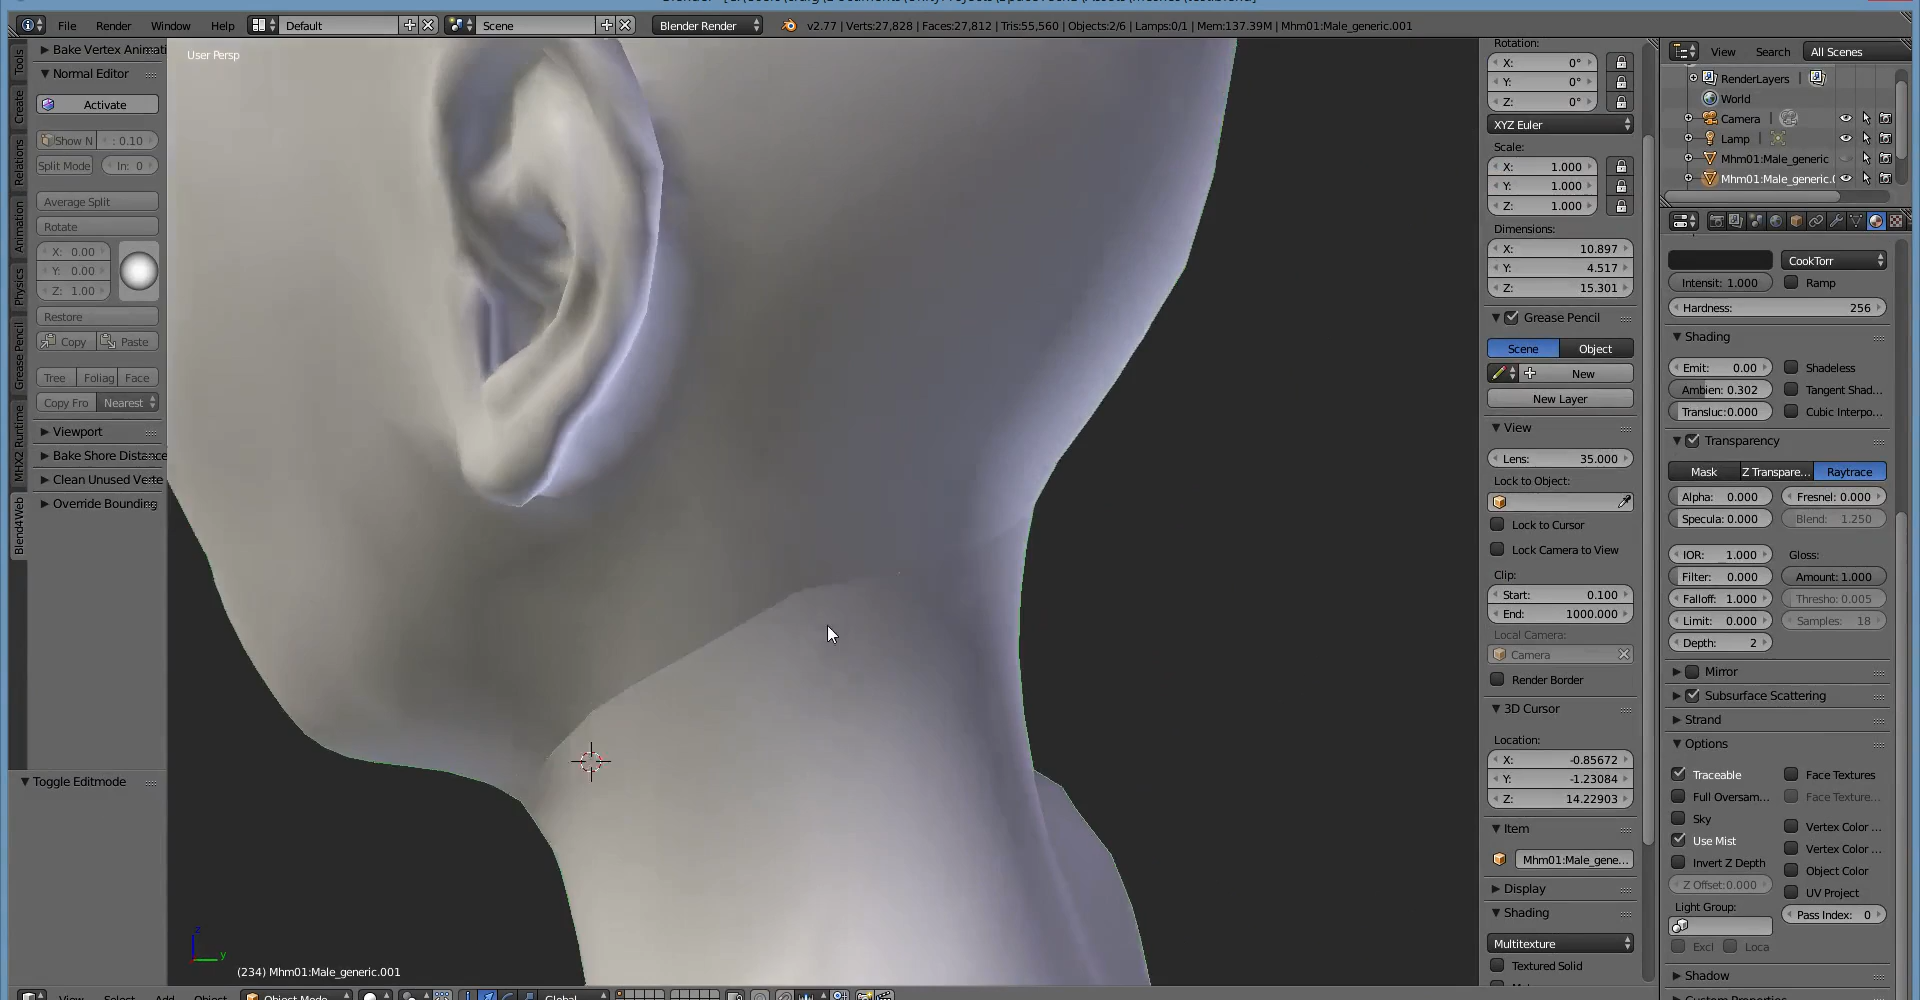 File Render Window Help Default Scene Blender Render v2.77 | Verts:27,828 | Faces:27,812 | Tris:55,560 | Objects:2/6 | Lamps:0/1 | Mem:137.39M | Mhm01:Male_generic.001
Tools
Create
Relations
Animation
Physics
Grease Pencil
MHX2 Runtime
Blend4Web
Bake Vertex Animati
Normal Editor
Activate
Show N : 0.10
Split Mode In: 0
Average Split
Rotate
X: 0.00
Y: 0.00
Z: 1.00
Restore
Copy Paste
Tree Foliag Face
Copy Fro Nearest
Viewport
Bake Shore Distance
Clean Unused Verte
Override Bounding
Toggle Editmode
User Persp
z
y
(234) Mhm01:Male_generic.001
View Select Add Object Object Mode Global
Rotation:
X: 0°
Y: 0°
Z: 0°
XYZ Euler
Scale:
X: 1.000
Y: 1.000
Z: 1.000
Dimensions:
X: 10.897
Y: 4.517
Z: 15.301
Grease Pencil
Scene Object
New
New Layer
View
Lens: 35.000
Lock to Object:
Lock to Cursor
Lock Camera to View
Clip:
Start: 0.100
End: 1000.000
Local Camera:
Camera
Render Border
3D Cursor
Location:
X: -0.85672
Y: -1.23084
Z: 14.22903
Item
Mhm01:Male_gene...
Display
Shading
Multitexture
Textured Solid
View Search All Scenes
RenderLayers
World
Camera
Lamp
Mhm01:Male_generic
Mhm01:Male_generic.(
CookTorr
Intensit: 1.000 Ramp
Hardness: 256
Shading
Emit: 0.00 Shadeless
Ambien: 0.302 Tangent Shad...
Transluc:0.000 Cubic Interpo...
Transparency
Mask Z Transpare... Raytrace
Alpha: 0.000 Fresnel: 0.000
Specula: 0.000 Blend: 1.250
IOR: 1.000 Gloss:
Filter: 0.000 Amount: 1.000
Falloff: 1.000 Thresho: 0.005
Limit: 0.000 Samples: 18
Depth: 2
Mirror
Subsurface Scattering
Strand
Options
Traceable Face Textures
Full Oversam... Face Texture...
Sky
Use Mist Vertex Color ...
Invert Z Depth Vertex Color ...
Z Offset:0.000 Object Color
UV Project
Light Group: Pass Index: 0
Excl Loca
Shadow